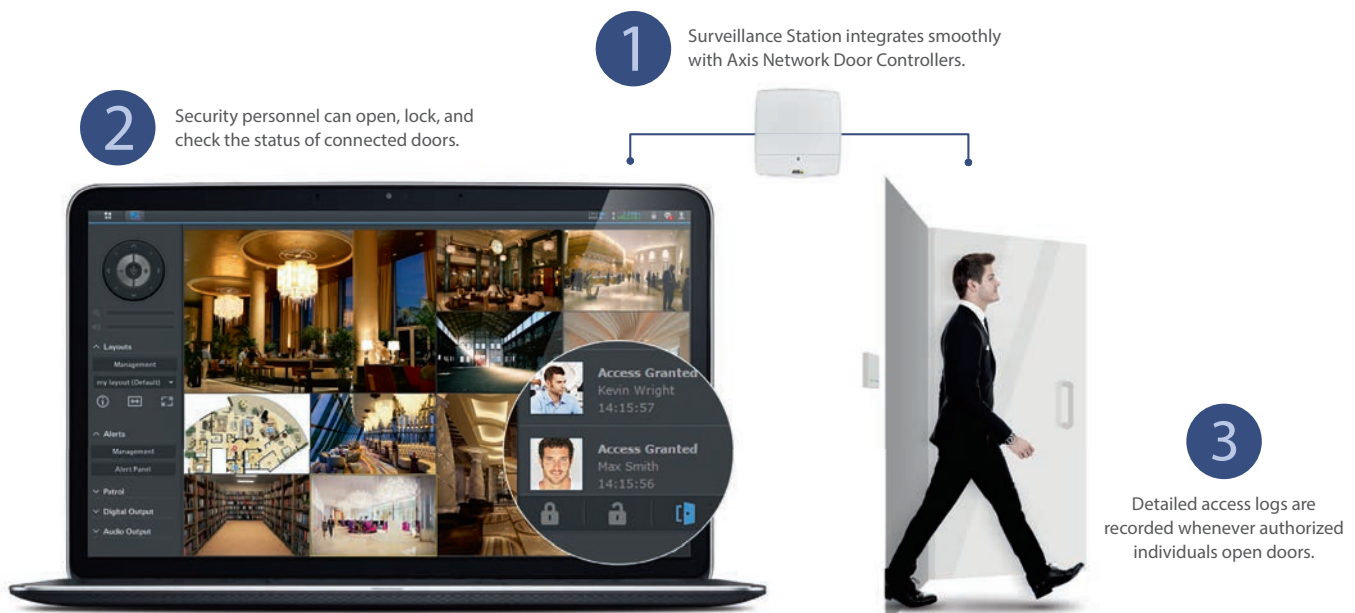 1
Surveillance Station integrates smoothly
with Axis Network Door Controllers.
2
Security personnel can open, lock, and
check the status of connected doors.
Layouts
Management
my layout (Default)
Alerts
Management
Alert Panel
Patrol
Digital Output
Audio Output
Access Granted
Kevin Wright
14:15:57
Access Granted
Max Smith
14:15:56
3
Detailed access logs are
recorded whenever authorized
individuals open doors.